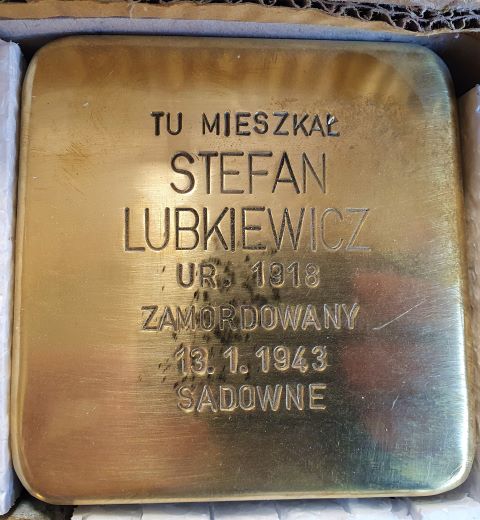 TU MIESZKAŁ
STEFAN
LUBKIEWICZ
UR. 1918
ZAMORDOWANY
13.1.1943
SADOWNE